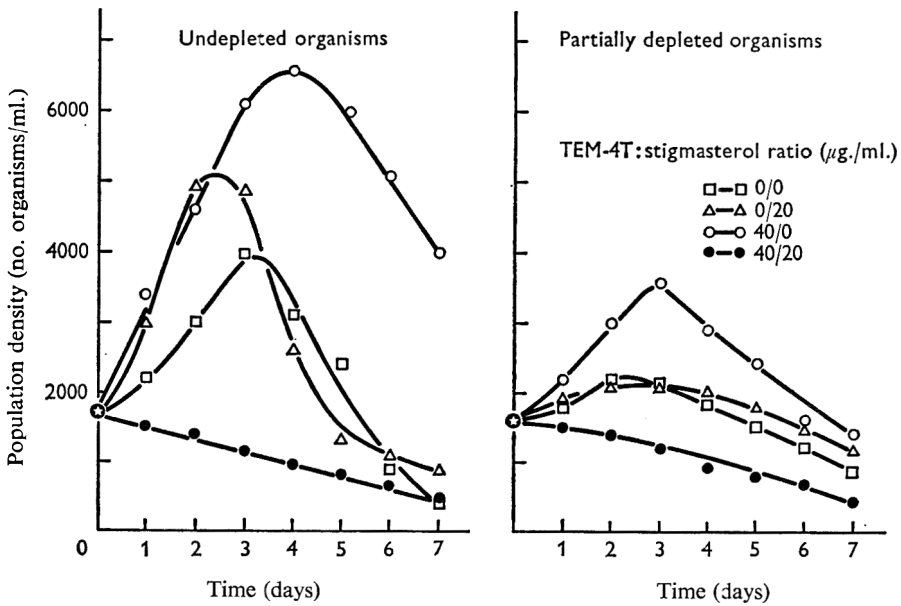 Undepleted organisms
Partially depleted organisms
Population density (no. organisms/ml.)
6000
4000
2000
0
TEM-4T:stigmasterol ratio (μg./ml.)
0/0
0/20
40/0
40/20
1 2 3 4 5 6 7
1 2 3 4 5 6 7
Time (days)
Time (days)